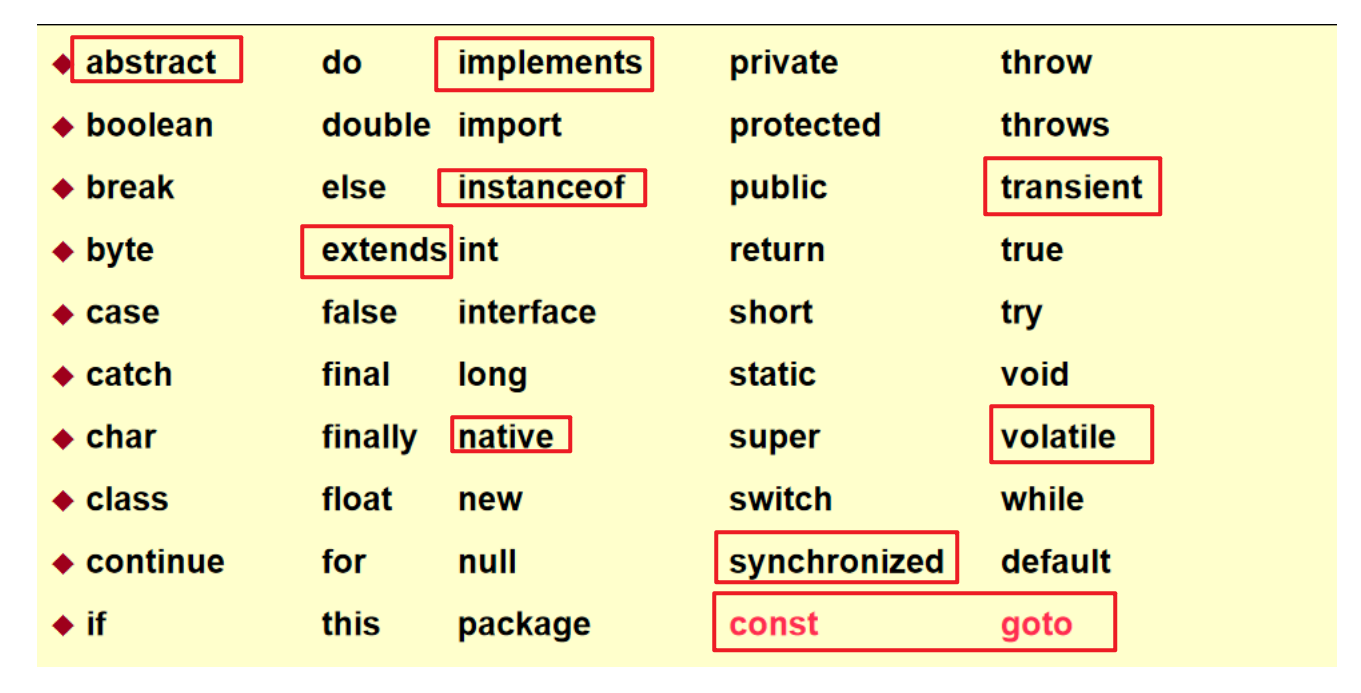 abstract do implements private throw
boolean double import protected throws
break else instanceof public transient
byte extends int return true
case false interface short try
catch final long static void
char finally native super volatile
class float new switch while
continue for null synchronized default
if this package const goto